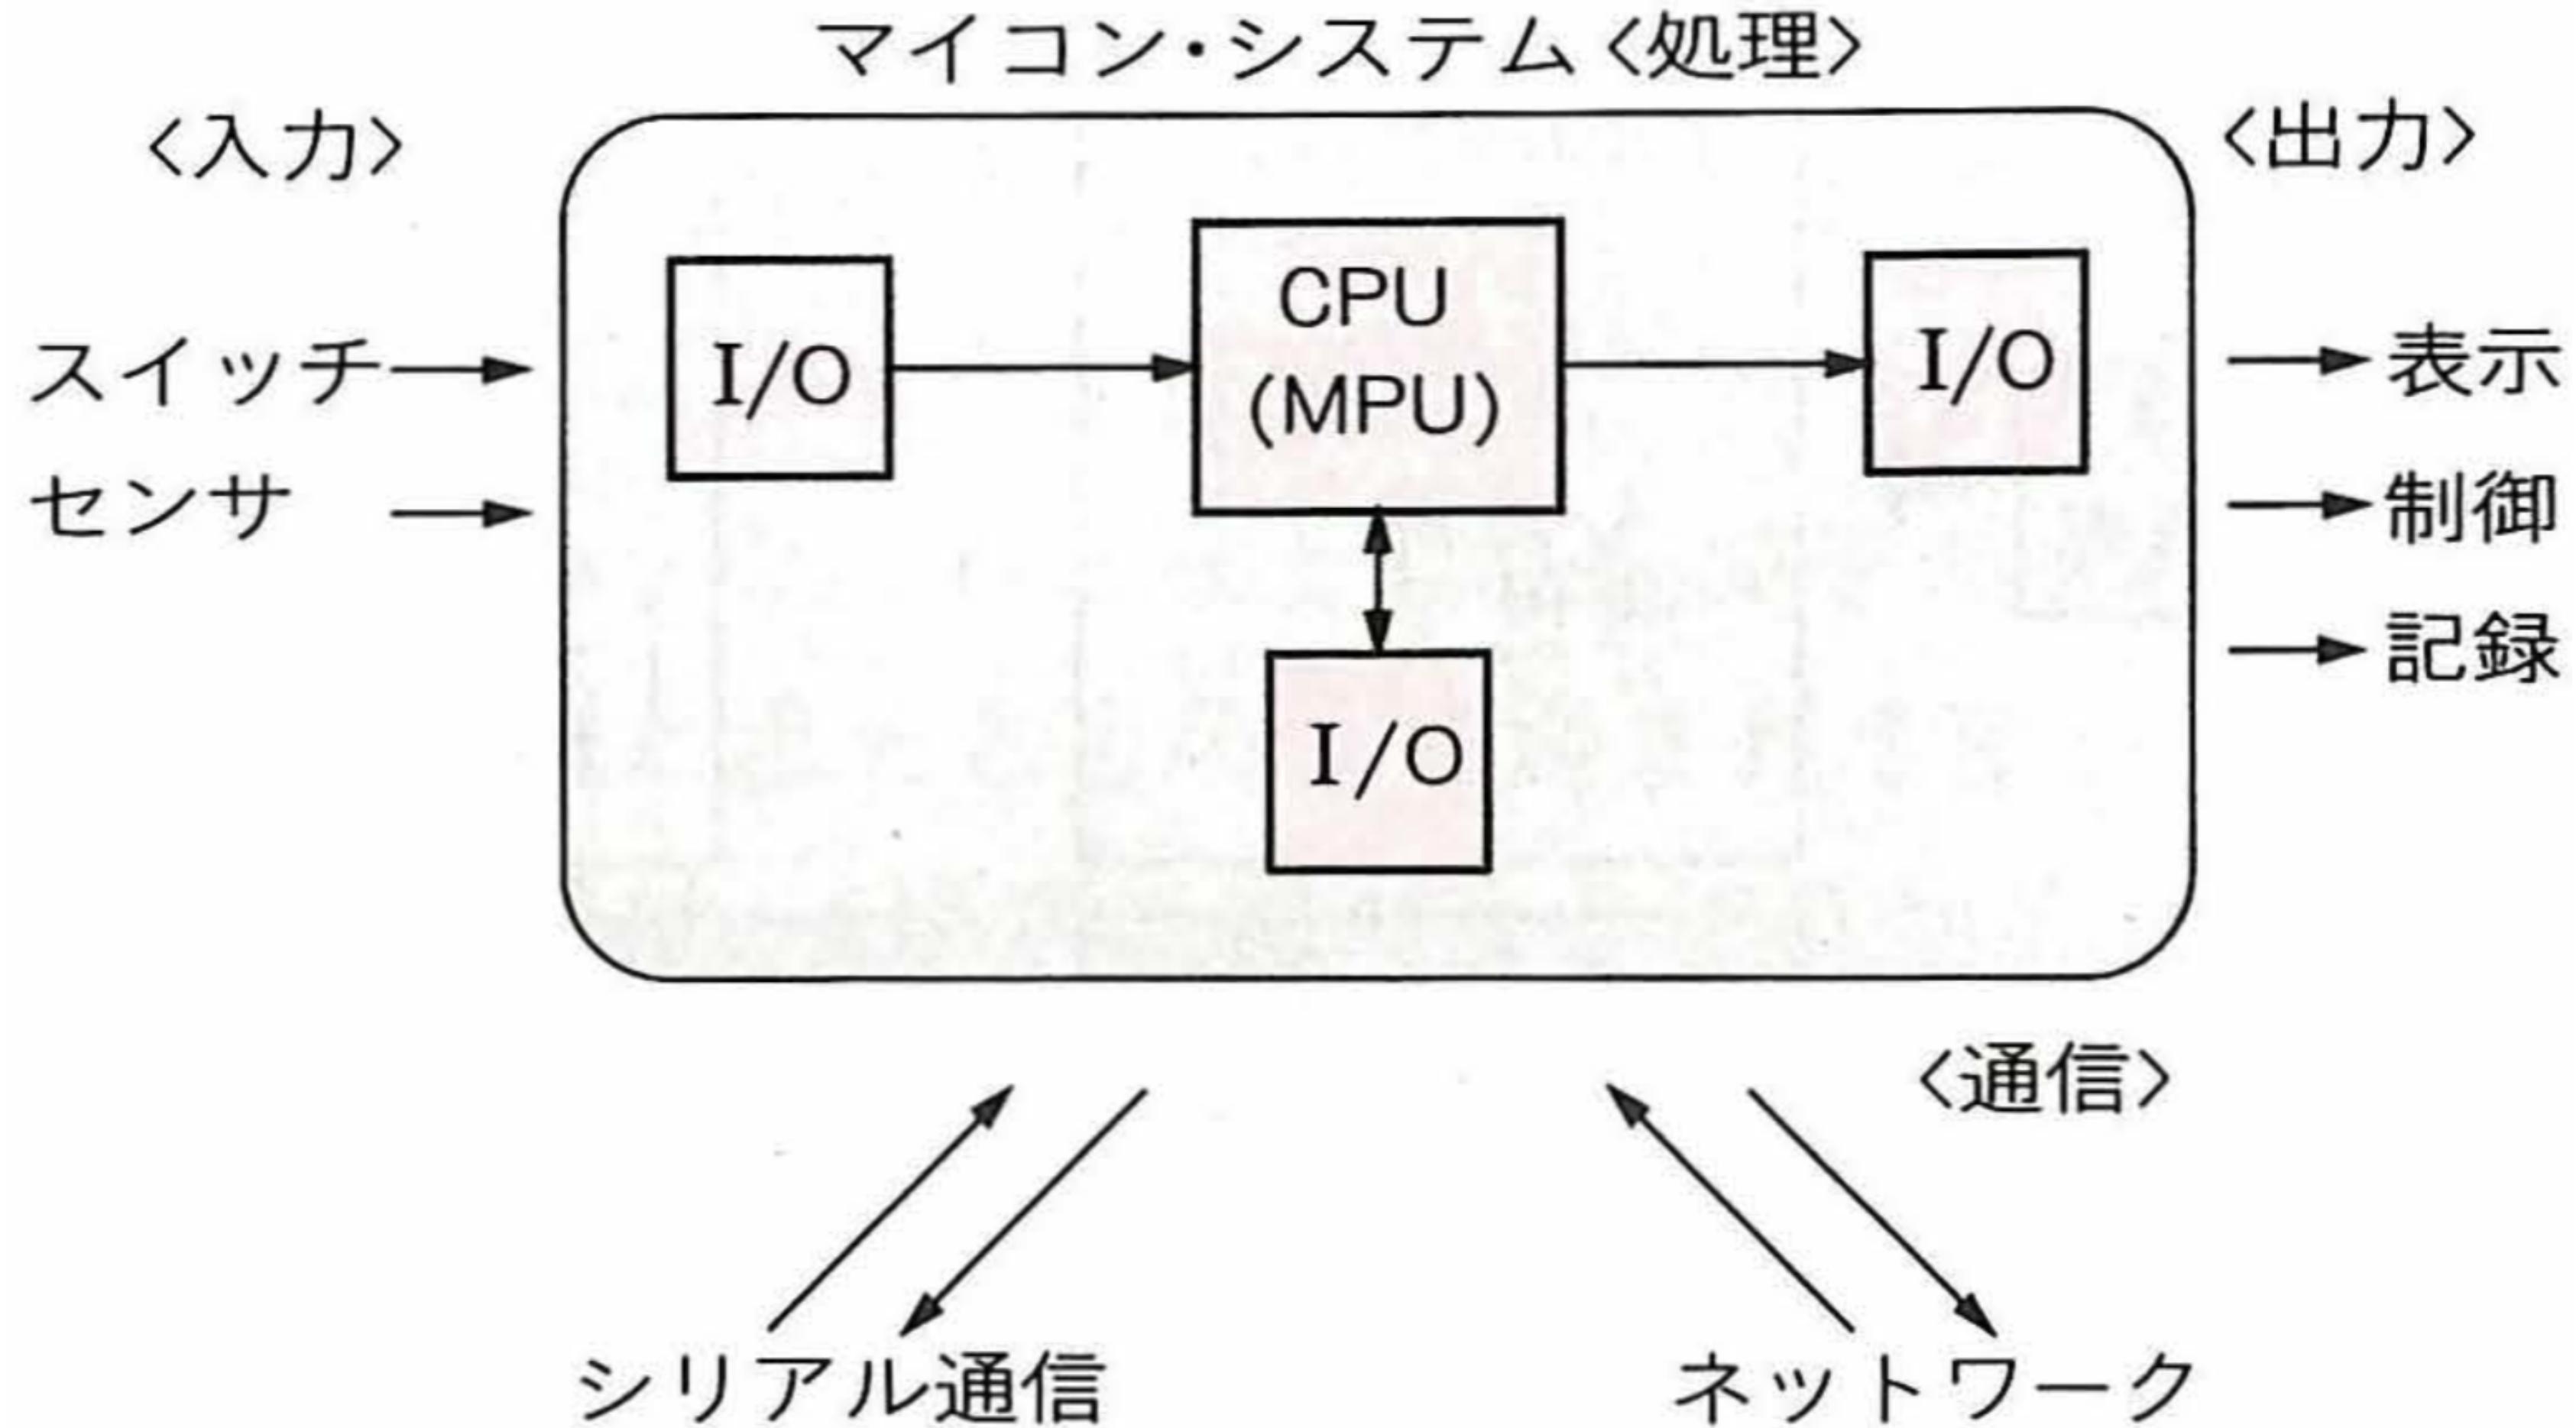 マイコン・システム〈処理〉
〈入力〉
〈出力〉
I/O
CPU
(MPU)
I/O
スイッチ
センサ
表示
制御
記録
I/O
〈通信〉
シリアル通信
ネットワーク